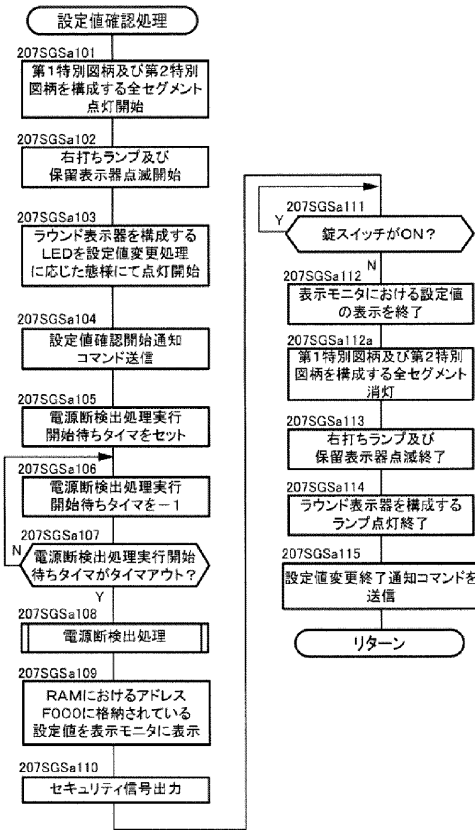 設定値確認処理
207SGSa101
第1特別図柄及び第2特別
図柄を構成する全セグメント
点灯開始
207SGSa102
右打ちランプ及び
保留表示器点滅開始
207SGSa103
ラウンド表示器を構成する
LEDを設定値変更処理
に応じた態様にて点灯開始
207SGSa104
設定値確認開始通知
コマンド送信
207SGSa105
電源断検出処理実行
開始待ちタイマをセット
207SGSa106
電源断検出処理実行
開始待ちタイマを－1
207SGSa107
N
電源断検出処理実行開始
待ちタイマがタイマアウト？
Y
207SGSa108
電源断検出処理
207SGSa109
RAMにおけるアドレス
F000に格納されている
設定値を表示モニタに表示
207SGSa110
セキュリティ信号出力
207SGSa111
Y
錠スイッチがON？
N
207SGSa112
表示モニタにおける設定値
の表示を終了
207SGSa112a
第1特別図柄及び第2特別
図柄を構成する全セグメント
消灯
207SGSa113
右打ちランプ及び
保留表示器点滅終了
207SGSa114
ラウンド表示器を構成する
ランプ点灯終了
207SGSa115
設定値変更終了通知コマンドを
送信
リターン